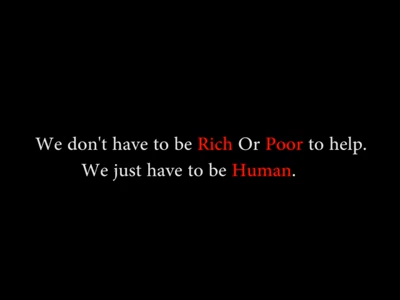 We don't have to be Rich Or Poor to help.
We just have to be Human.